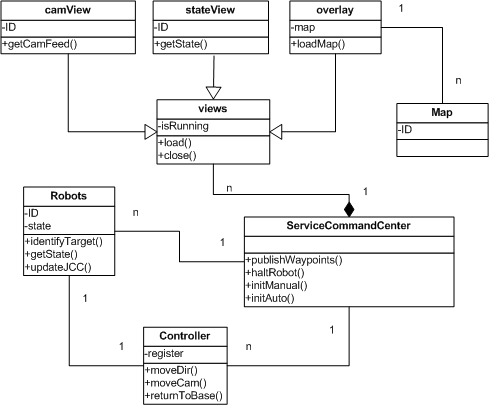 camView
-ID
+getCamFeed()
stateView
-ID
+getState()
overlay
-map
+loadMap()
1
n
Map
-ID
views
-isRunning
+load()
+close()
n
1
Robots
-ID
-state
+identifyTarget()
+getState()
+updateJCC()
n
1
ServiceCommandCenter
+publishWaypoints()
+haltRobot()
+initManual()
+initAuto()
1
1
Controller
-register
+moveDir()
+moveCam()
+returnToBase()
n
1